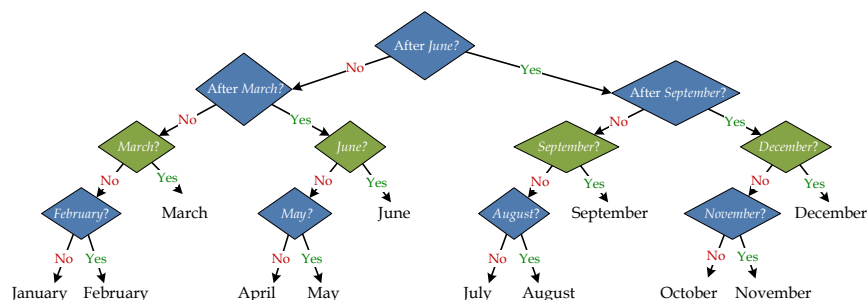 After June?
No
Yes
After March?
After September?
No
Yes
No
Yes
March?
June?
September?
December?
No
Yes
No
Yes
No
Yes
No
Yes
February?
March
May?
June
August?
September
November?
December
No
Yes
No
Yes
No
Yes
No
Yes
January
February
April
May
July
August
October
November